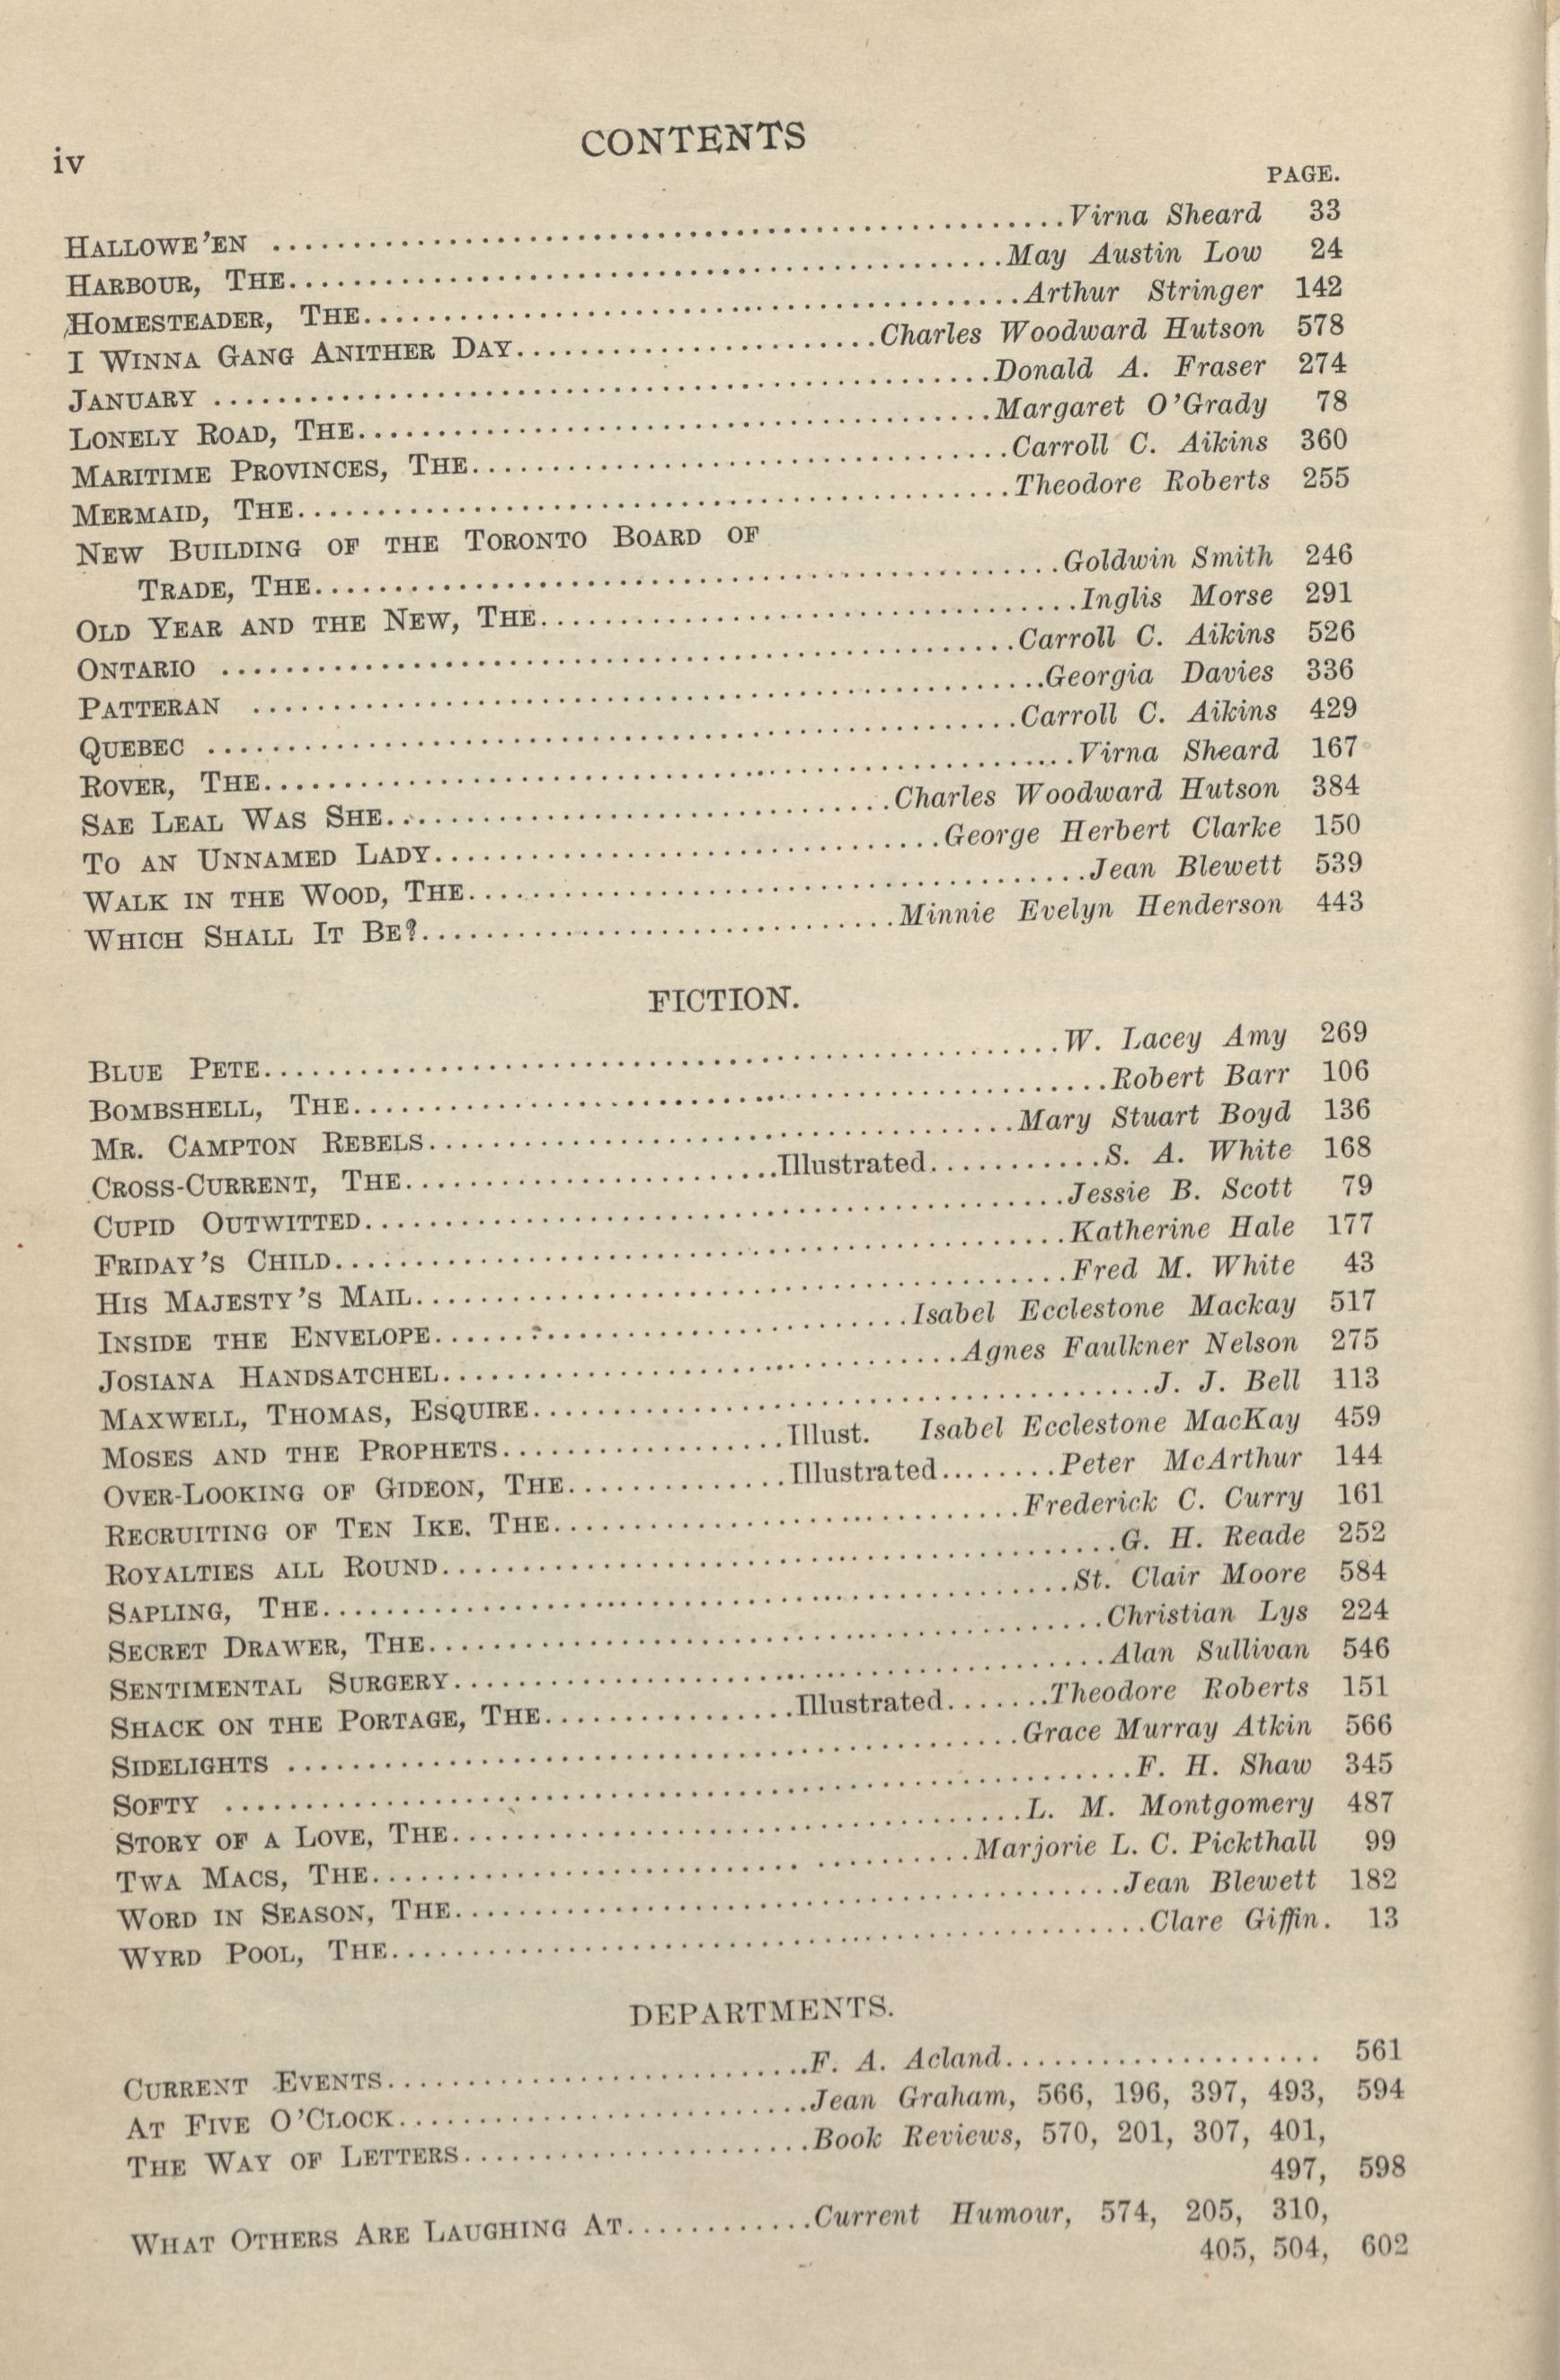 iv
CONTENTS
PAGE.
HALLOWE'EN ........ Virna Sheard 33
HARBOUR, THE ........ May Austin Low 24
HOMESTEADER, THE ........ Arthur Stringer 142
I WINNA GANG ANITHER DAY ........ Charles Woodward Hutson 578
JANUARY ........ Donald A. Fraser 274
LONELY ROAD, THE ........ Margaret O'Grady 78
MARITIME PROVINCES, THE ........ Carroll C. Aikins 360
MERMAID, THE ........ Theodore Roberts 255
NEW BUILDING OF THE TORONTO BOARD OF
TRADE, THE ........ Goldwin Smith 246
OLD YEAR AND THE NEW, THE ........ Inglis Morse 291
ONTARIO ........ Carroll C. Aikins 526
PATTERAN ........ Georgia Davies 336
QUEBEC ........ Carroll C. Aikins 429
ROVER, THE ........ Virna Sheard 167
SAE LEAL WAS SHE ........ Charles Woodward Hutson 384
TO AN UNNAMED LADY ........ George Herbert Clarke 150
WALK IN THE WOOD, THE ........ Jean Blewett 539
WHICH SHALL IT BE? ........ Minnie Evelyn Henderson 443
FICTION.
BLUE PETE ........ W. Lacey Amy 269
BOMBSHELL, THE ........ Robert Barr 106
MR. CAMPTON REBELS ........ Mary Stuart Boyd 136
CROSS-CURRENT, THE ........ Illustrated ........ S. A. White 168
CUPID OUTWITTED ........ Jessie B. Scott 79
FRIDAY'S CHILD ........ Katherine Hale 177
HIS MAJESTY'S MAIL ........ Fred M. White 43
INSIDE THE ENVELOPE ........ Isabel Ecclestone Mackay 517
JOSIANA HANDSATCHEL ........ Agnes Faulkner Nelson 275
MAXWELL, THOMAS, ESQUIRE ........ J. J. Bell 113
MOSES AND THE PROPHETS ........ Illust. Isabel Ecclestone MacKay 459
OVER-LOOKING OF GIDEON, THE ........ Illustrated ........ Peter McArthur 144
RECRUITING OF TEN IKE. THE ........ Frederick C. Curry 161
ROYALTIES ALL ROUND ........ G. H. Reade 252
SAPLING, THE ........ St. Clair Moore 584
SECRET DRAWER, THE ........ Christian Lys 224
SENTIMENTAL SURGERY ........ Alan Sullivan 546
SHACK ON THE PORTAGE, THE ........ Illustrated ........ Theodore Roberts 151
SIDELIGHTS ........ Grace Murray Atkin 566
SOFTY ........ F. H. Shaw 345
STORY OF A LOVE, THE ........ L. M. Montgomery 487
TWA MACS, THE ........ Marjorie L. C. Pickthall 99
WORD IN SEASON, THE ........ Jean Blewett 182
WYRD POOL, THE ........ Clare Giffin. 13
DEPARTMENTS.
CURRENT EVENTS ........ F. A. Acland ........ 561
AT FIVE O'CLOCK ........ Jean Graham, 566, 196, 397, 493, 594
THE WAY OF LETTERS ........ Book Reviews, 570, 201, 307, 401,
497, 598
WHAT OTHERS ARE LAUGHING AT ........ Current Humour, 574, 205, 310,
405, 504, 602